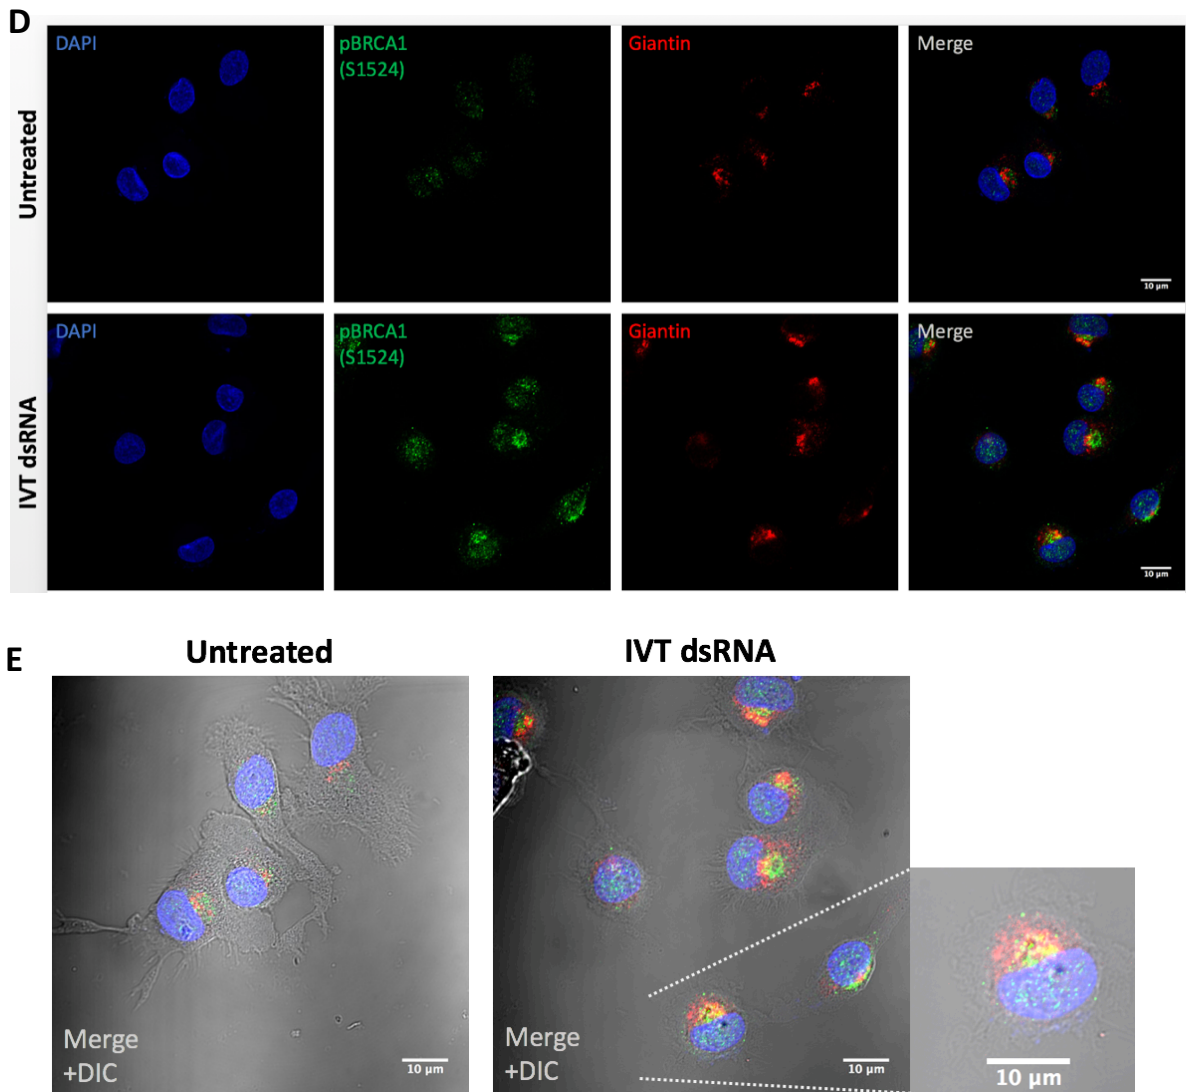 D
Untreated
DAPI
pBRCA1
(S1524)
Giantin
Merge
10 µm
IVT dsRNA
DAPI
pBRCA1
(S1524)
Giantin
Merge
10 µm
E
Untreated
IVT dsRNA
Merge
+DIC
10 µm
Merge
+DIC
10 µm
10 µm